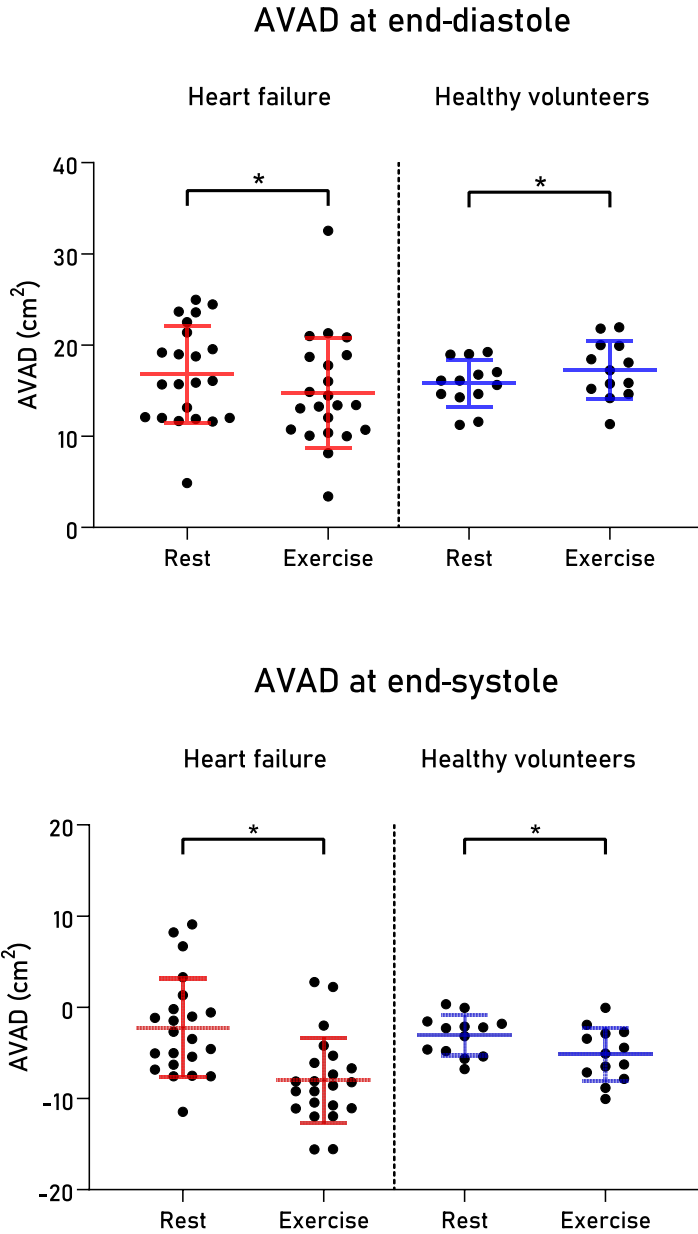 AVAD at end-diastole
Heart failure
Healthy volunteers
*
*
40
30
20
10
0
AVAD (cm²)
Rest
Exercise
Rest
Exercise
AVAD at end-systole
Heart failure
Healthy volunteers
*
*
20
10
0
-10
-20
AVAD (cm²)
Rest
Exercise
Rest
Exercise